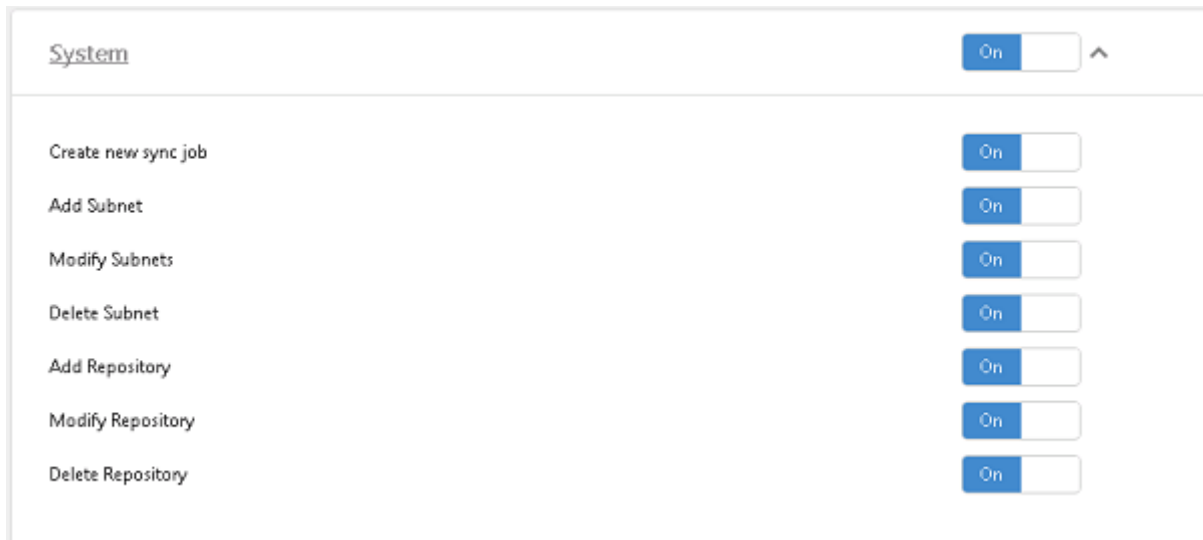 System On
Create new sync job On
Add Subnet On
Modify Subnets On
Delete Subnet On
Add Repository On
Modify Repository On
Delete Repository On